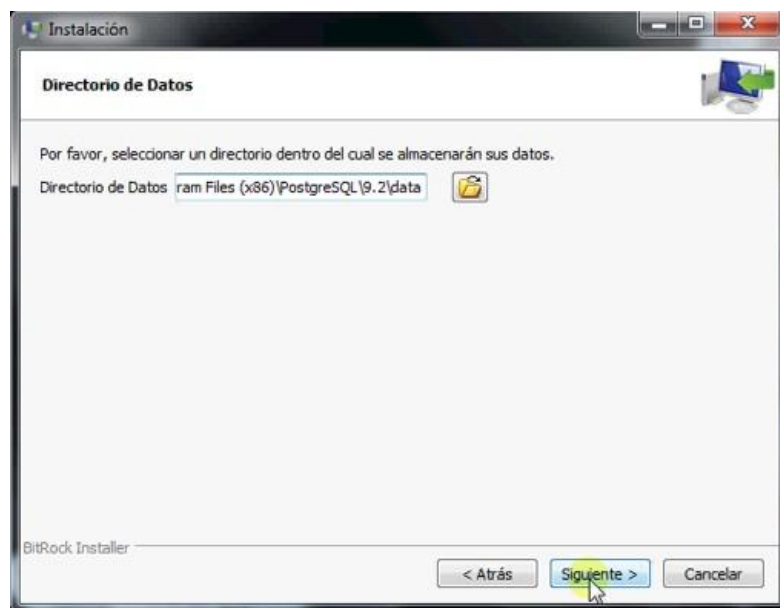 Instalación
Directorio de Datos
Por favor, seleccionar un directorio dentro del cual se almacenarán sus datos.
Directorio de Datos ram Files (x86)\PostgreSQL\9.2\data
BitRock Installer
< Atrás Siguiente > Cancelar